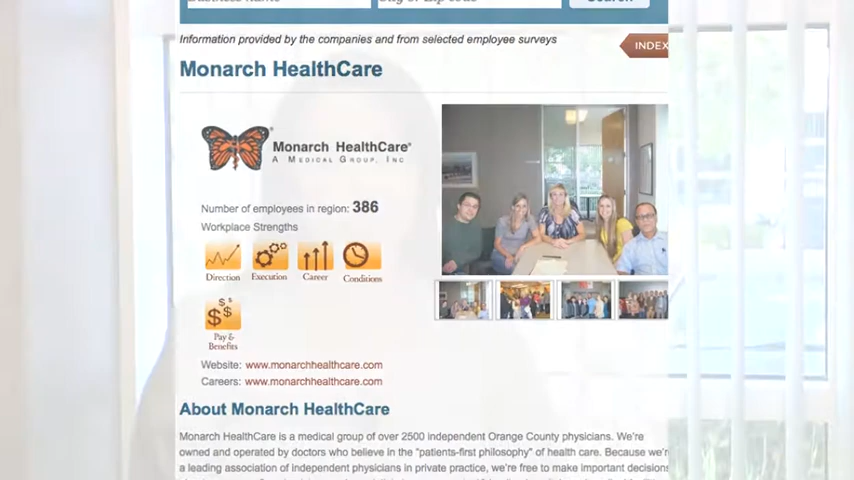 Search
Information provided by the companies and from selected employee surveys
INDEX
Monarch HealthCare
Monarch HealthCare®
A MEDICAL GROUP, INC
Number of employees in region: 386
Workplace Strengths
Direction Execution Career Conditions
Pay &
Benefits
Website: www.monarchhealthcare.com
Careers: www.monarchhealthcare.com
About Monarch HealthCare
Monarch HealthCare is a medical group of over 2500 independent Orange County physicians. We're
owned and operated by doctors who believe in the "patients-first philosophy" of health care. Because we're
a leading association of independent physicians in private practice, we're free to make important decisions